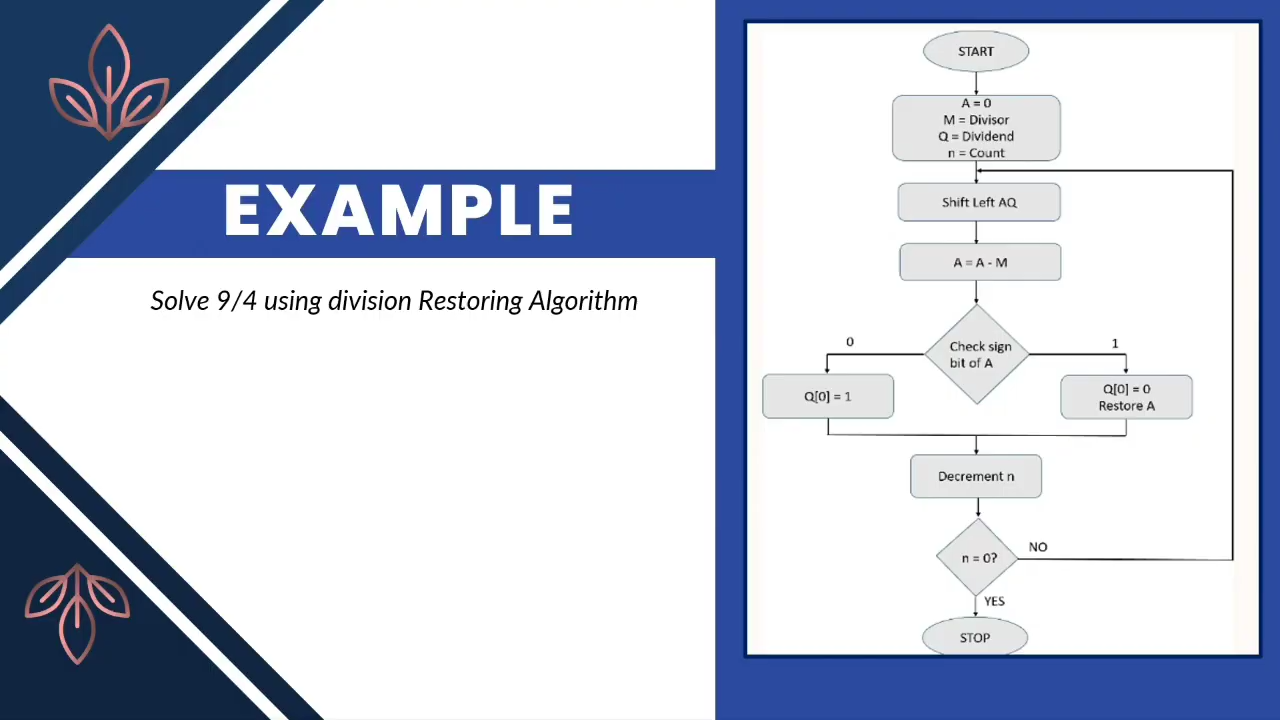 EXAMPLE
Solve 9/4 using division Restoring Algorithm
START
A = 0
M = Divisor
Q = Dividend
n = Count
Shift Left AQ
A = A - M
Check sign
bit of A
0
1
Q[0] = 1
Q[0] = 0
Restore A
Decrement n
n = 0?
NO
YES
STOP